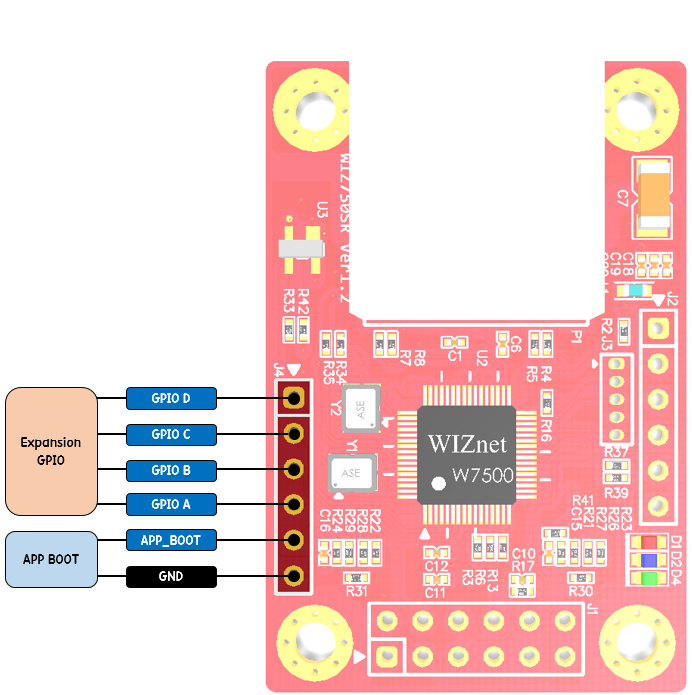 WIZ750SR Ver1.2
U3
C7
C18
C19
J2
R33
R42
R2
J3
P1
R35
R34
R7
R8
C1
U2
C6
R5
R4
J4
GPIO D
Expansion
GPIO
GPIO C
GPIO B
GPIO A
Y2
ASE
WIZnet
W7500
R16
Y1
ASE
R37
R39
APP BOOT
APP_BOOT
GND
C16
R24
R29
R28
R22
R41
C15
R21
R27
R26
R23
D1
D2
D4
C12
C11
R3
R6
R13
C10
R17
R31
R30
J1